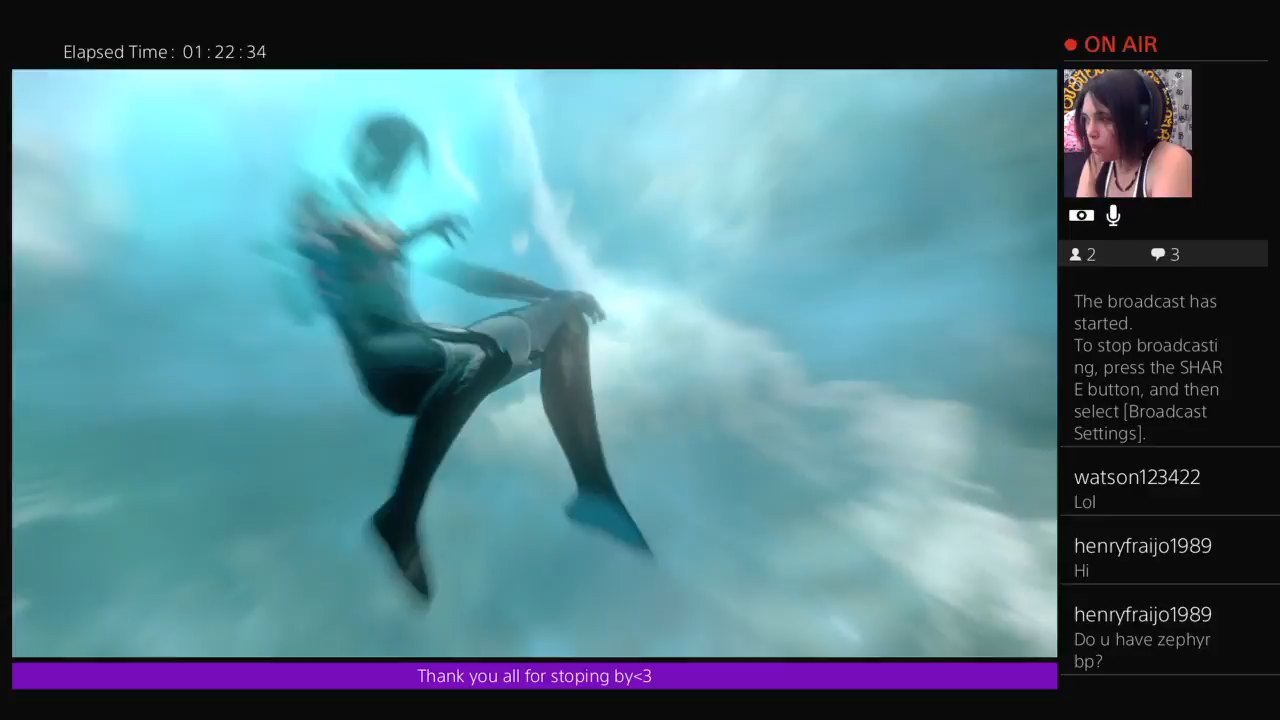 Elapsed Time: 01:22:34
ON AIR
2 3
The broadcast has
started.
To stop broadcasti
ng, press the SHAR
E button, and then
select [Broadcast
Settings].
watson123422
Lol
henryfraijo1989
Hi
henryfraijo1989
Do u have zephyr
bp?
Thank you all for stoping by<3